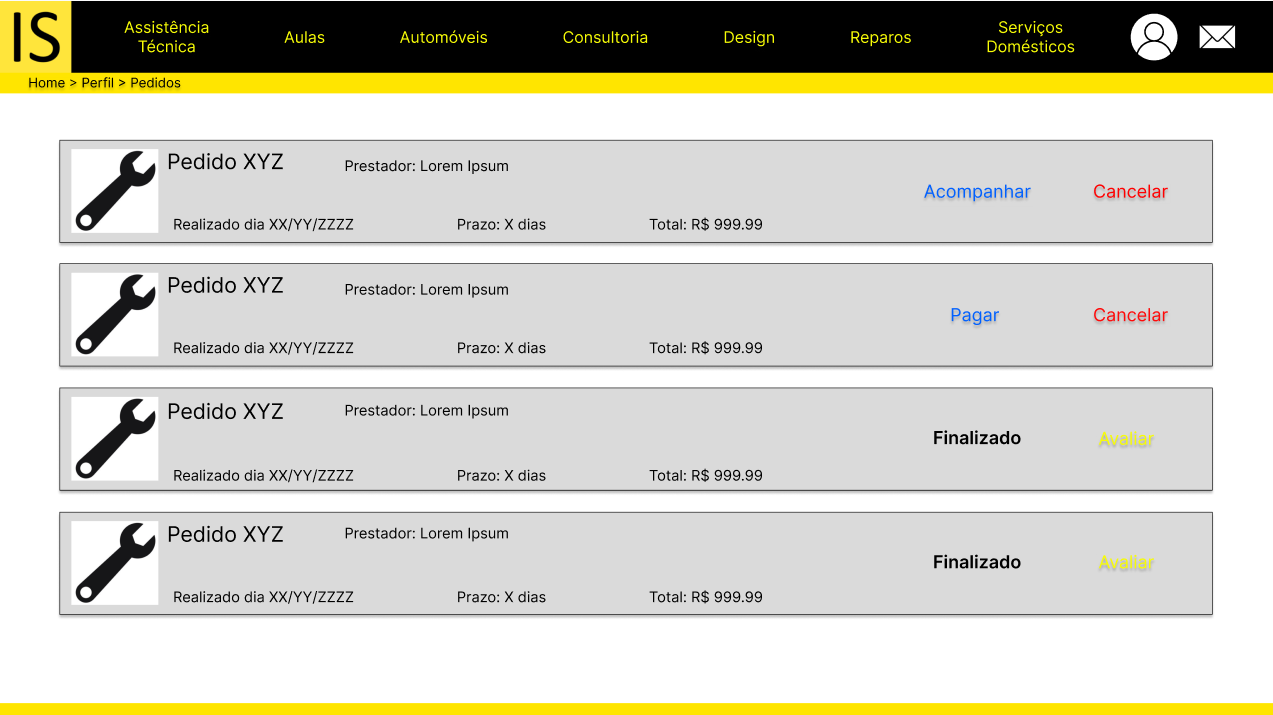 IS
Assistência
Técnica
Aulas
Automóveis
Consultoria
Design
Reparos
Serviços
Domésticos
Home > Perfil > Pedidos
Pedido XYZ
Prestador: Lorem Ipsum
Acompanhar
Cancelar
Realizado dia XX/YY/ZZZZ
Prazo: X dias
Total: R$ 999.99
Pedido XYZ
Prestador: Lorem Ipsum
Pagar
Cancelar
Realizado dia XX/YY/ZZZZ
Prazo: X dias
Total: R$ 999.99
Pedido XYZ
Prestador: Lorem Ipsum
Finalizado
Avaliar
Realizado dia XX/YY/ZZZZ
Prazo: X dias
Total: R$ 999.99
Pedido XYZ
Prestador: Lorem Ipsum
Finalizado
Avaliar
Realizado dia XX/YY/ZZZZ
Prazo: X dias
Total: R$ 999.99